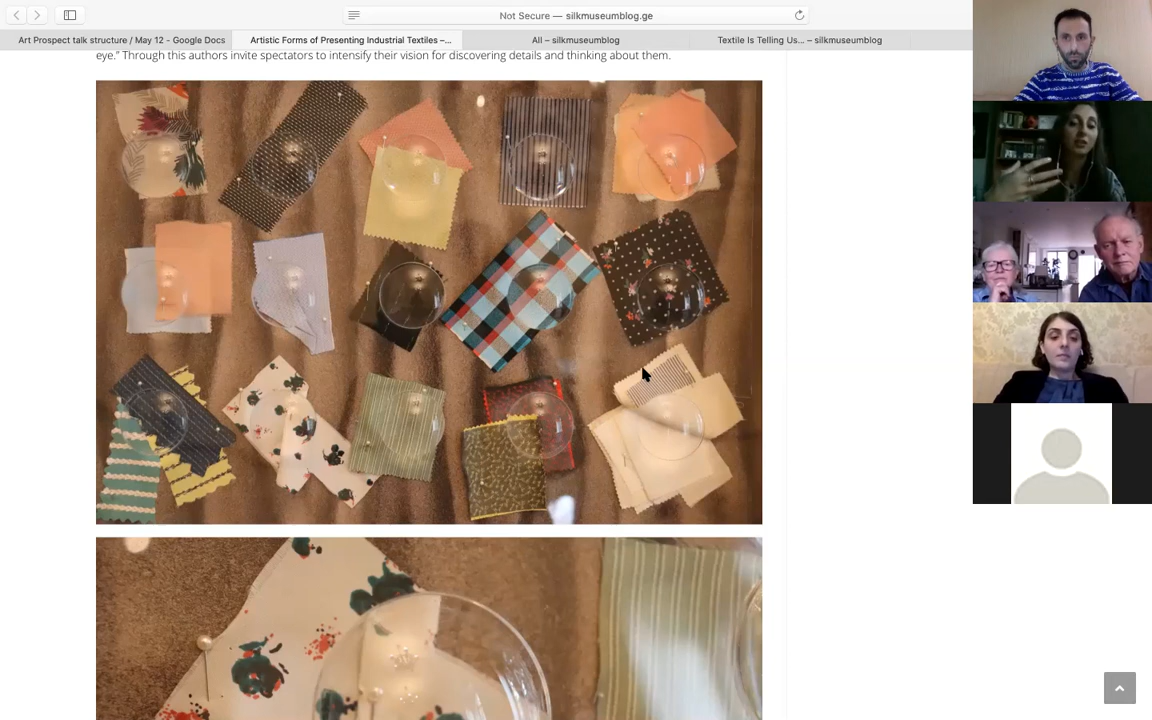 Not Secure — silkmuseumblog.ge
Art Prospect talk structure / May 12 - Google Docs
Artistic Forms of Presenting Industrial Textiles –...
All – silkmuseumblog
Textile Is Telling Us... – silkmuseumblog
eye.” Through this authors invite spectators to intensify their vision for discovering details and thinking about them.